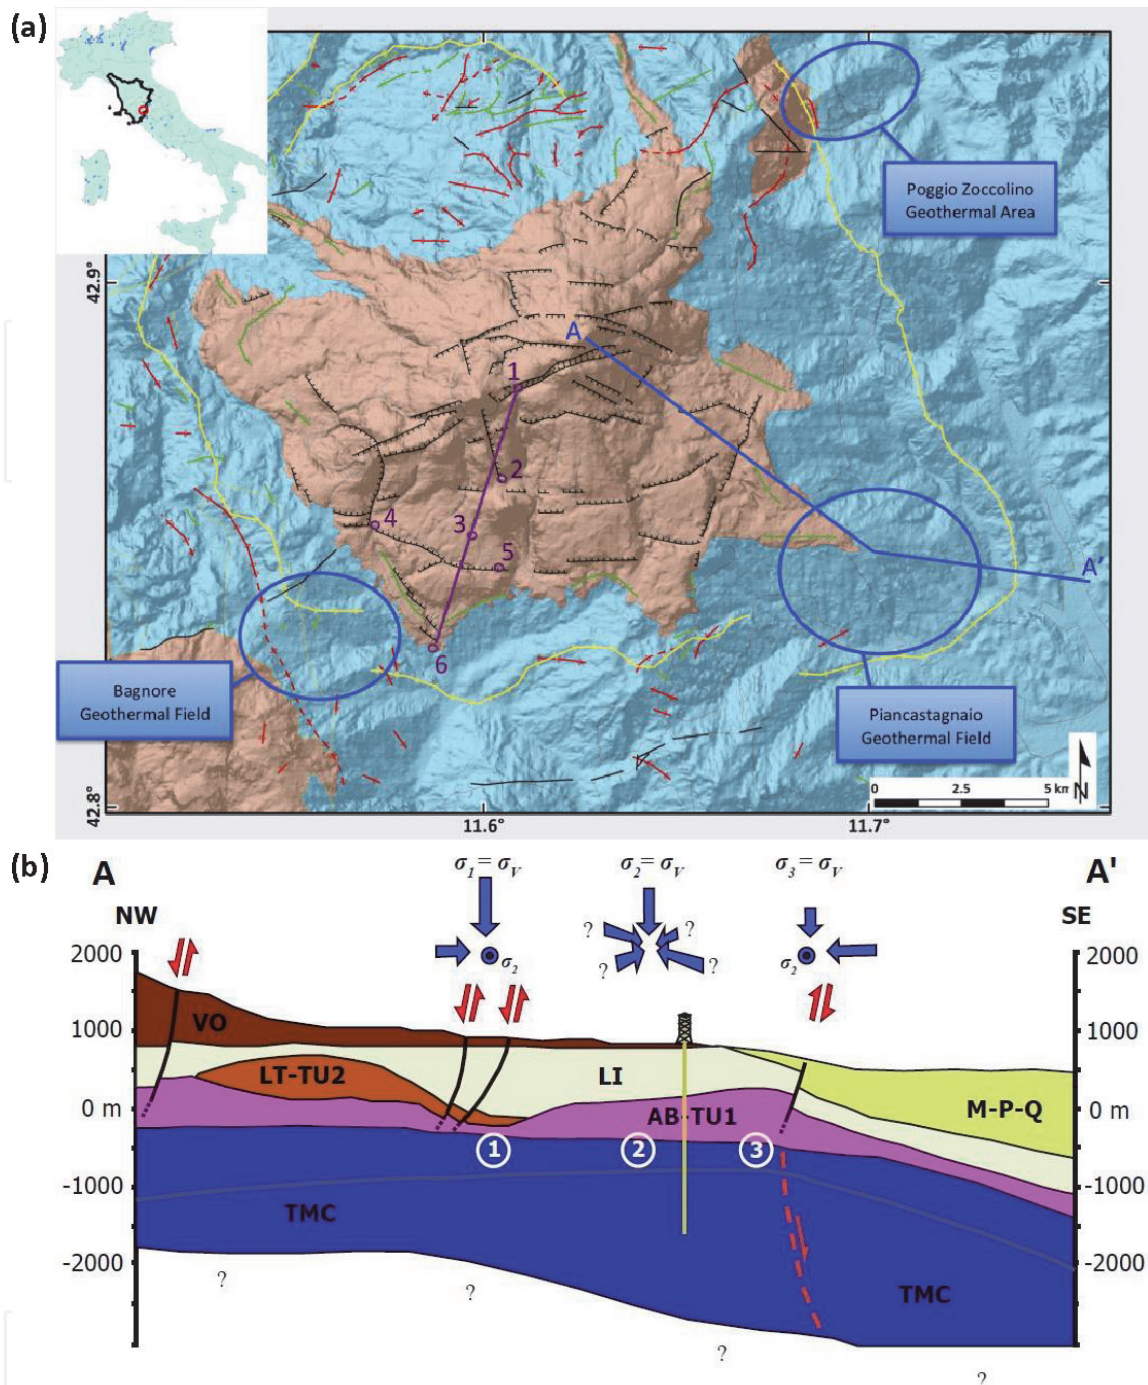 (a)
Poggio Zoccolino
Geothermal Area
42.9°
A
1
2
3
4
5
6
A'
Bagnore
Geothermal Field
Piancastagnaio
Geothermal Field
N
0 2.5 5 km
42.8°
11.6° 11.7°
(b)
A A'
σ1 = σV σ2 = σV σ3 = σV
NW SE
? ?
? ?
σ2 σ2
2000 2000
1000 1000
VO
LT-TU2 LI
M-P-Q
0 m AB-TU1 0 m
1 2 3
-1000 -1000
TMC
-2000 -2000
TMC
? ?
?
?